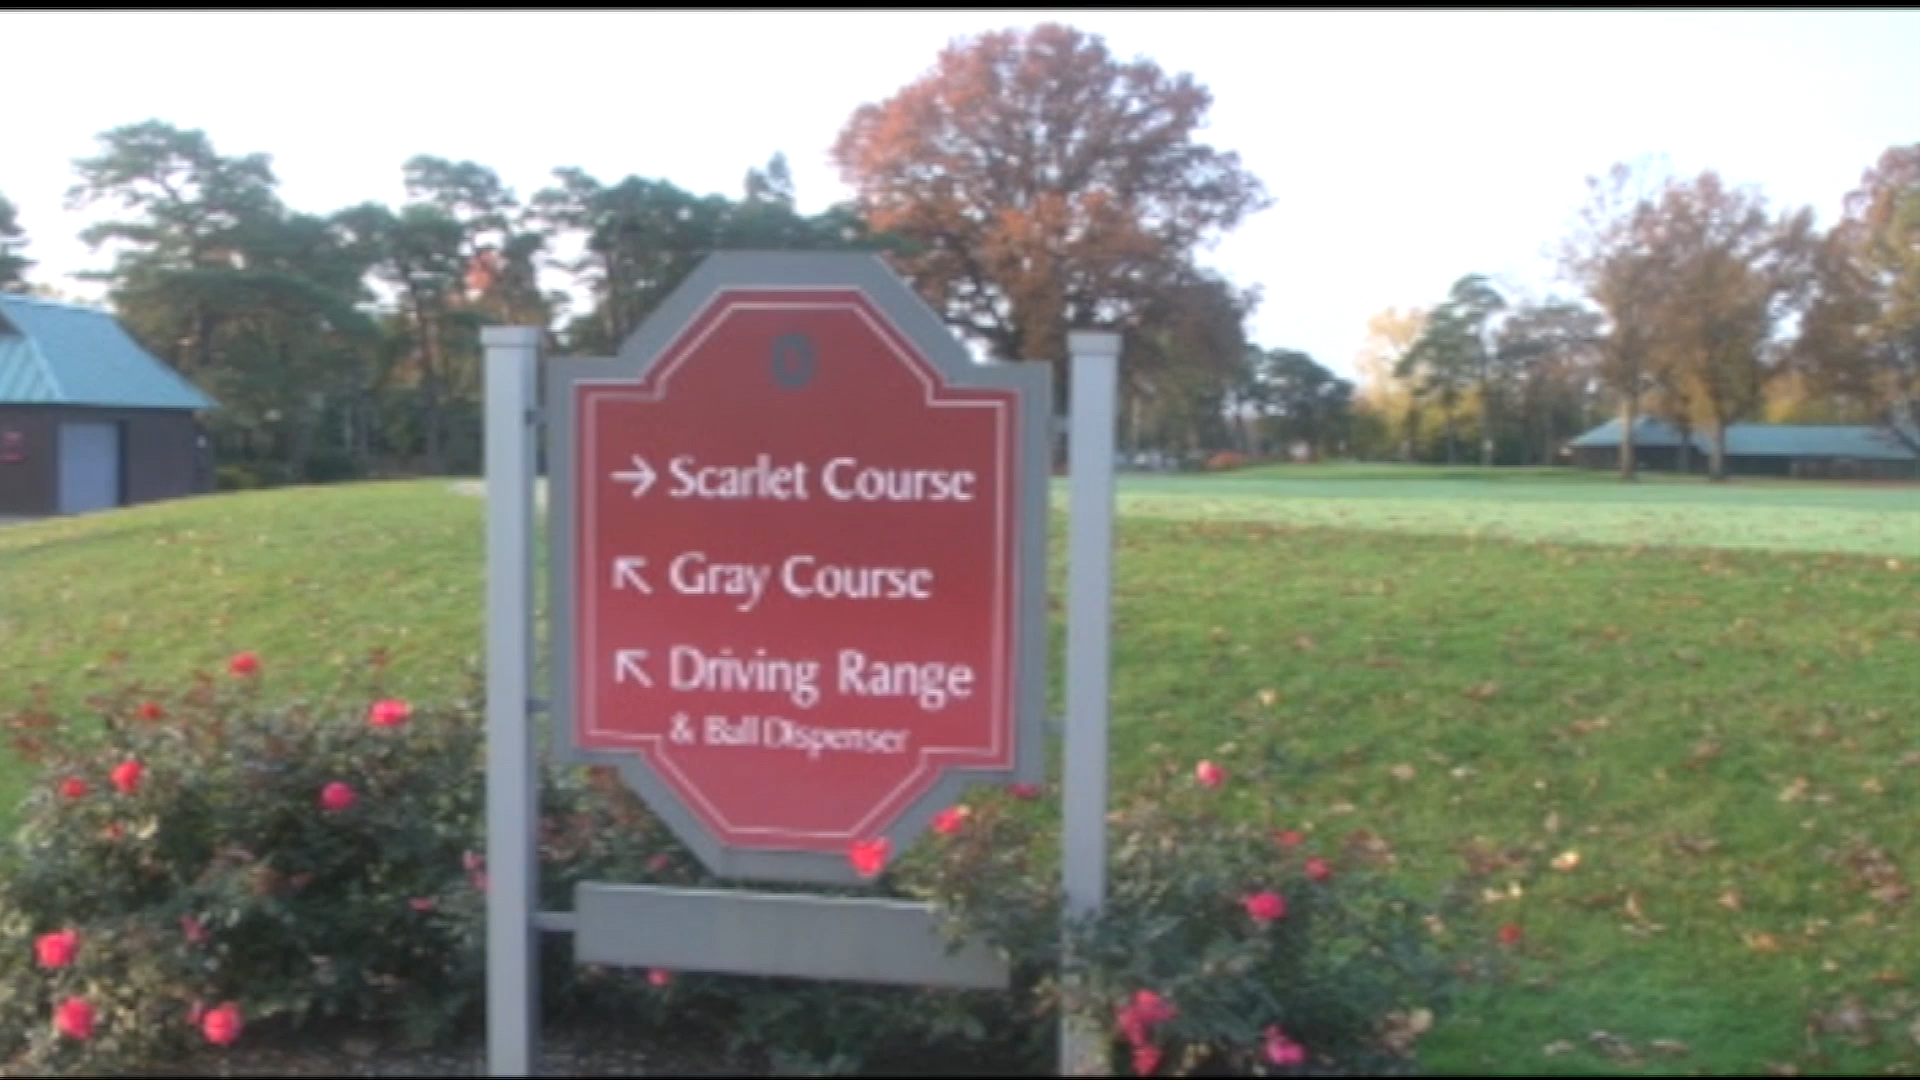 O
→ Scarlet Course
↖ Gray Course
↖ Driving Range
& Ball Dispenser